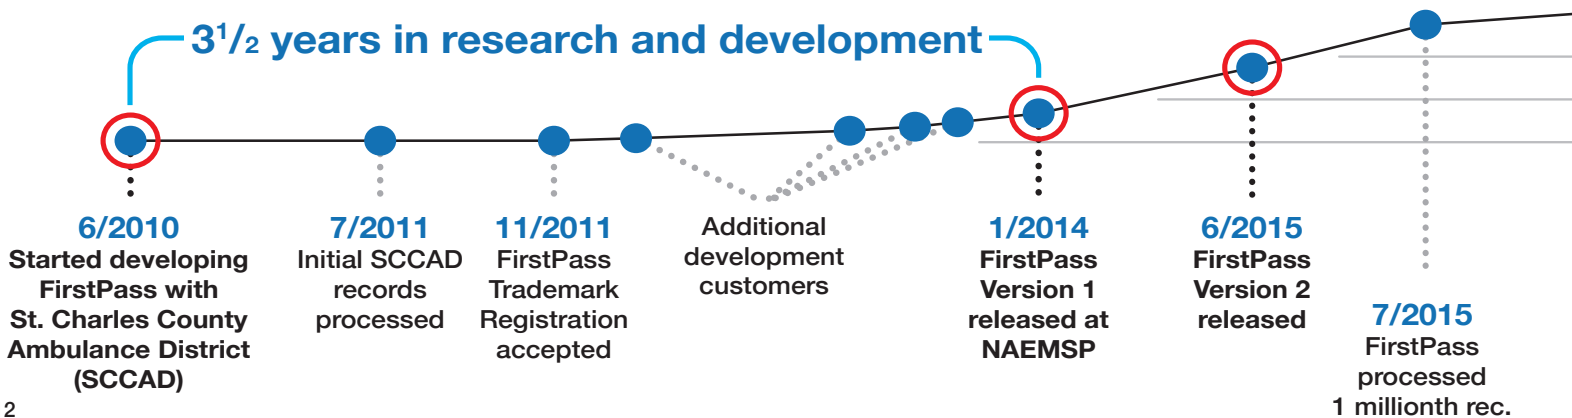 3 1/2 years in research and development
6/2010
Started developing
FirstPass with
St. Charles County
Ambulance District
(SCCAD)
7/2011
Initial SCCAD
records
processed
11/2011
FirstPass
Trademark
Registration
accepted
Additional
development
customers
1/2014
FirstPass
Version 1
released at
NAEMSP
6/2015
FirstPass
Version 2
released
7/2015
FirstPass
processed
1 millionth rec.
2